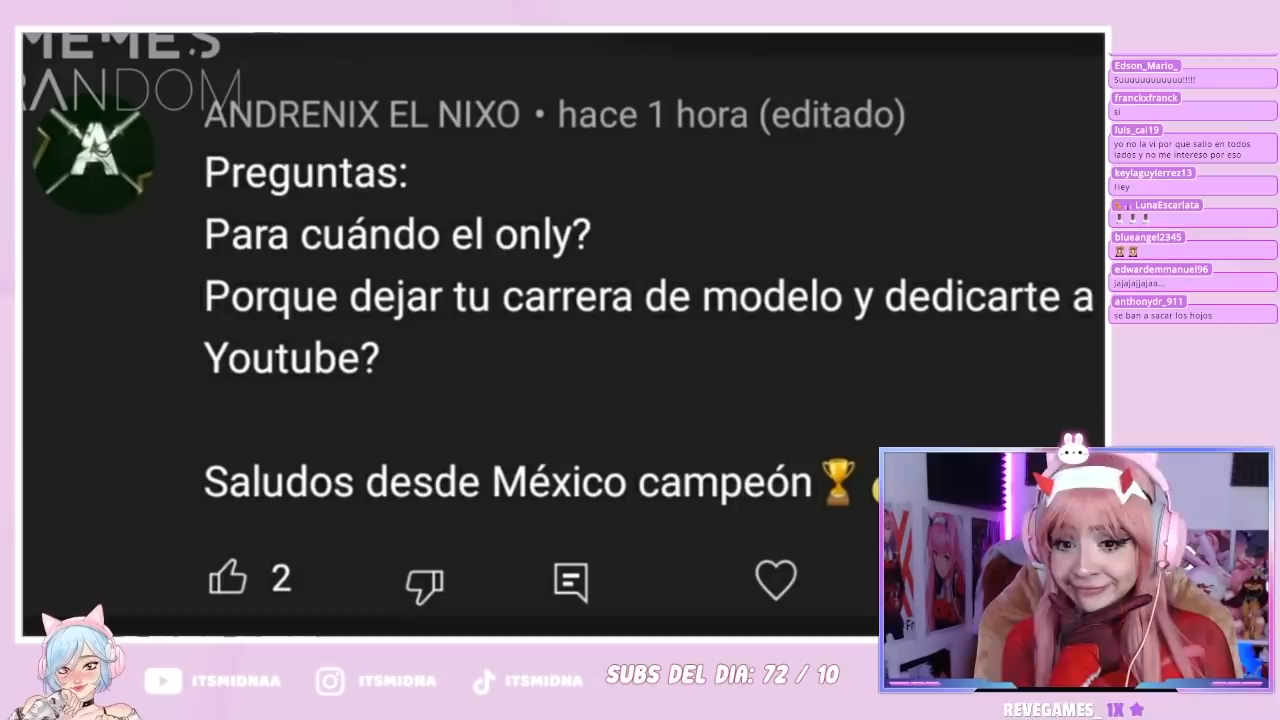 MEMES
RANDOM
ANDRENIX EL NIXO • hace 1 hora (editado)
Preguntas:
Para cuándo el only?
Porque dejar tu carrera de modelo y dedicarte a
Youtube?
Saludos desde México campeón
2
Edson_Mario_
Suuuuuuuuuuu!!!!!
franckxfranck
si
luis_cal19
yo no la vi por que salio en todos
lados y no me intereso por eso
keylaguyierrez13
Hey
LunaEscarlata
blueangel2345
edwardemmanuel96
jajajajjajaa...
anthonydr_911
se ban a sacar los hojos
ITSMIDNAA
ITSMIDNA
ITSMIDNA
SUBS DEL DIA: 72 / 10
REVEGAMES_ 1X